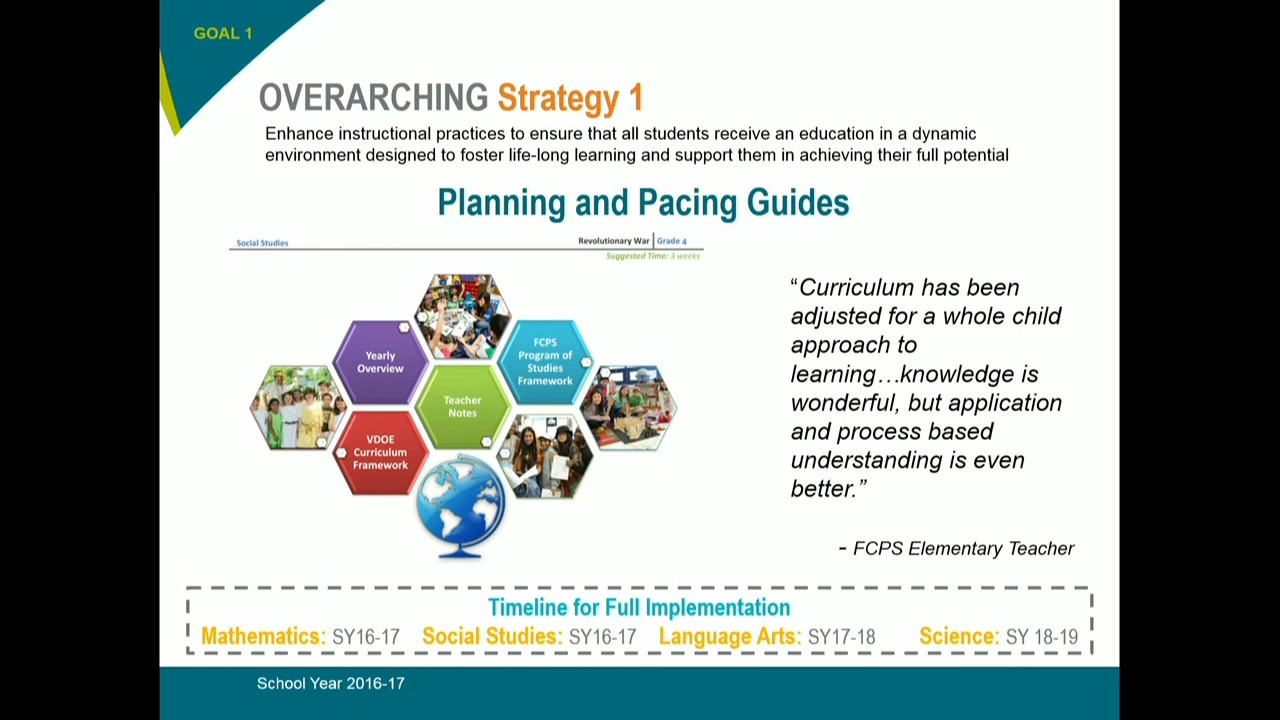 GOAL 1
OVERARCHING Strategy 1
Enhance instructional practices to ensure that all students receive an education in a dynamic
environment designed to foster life-long learning and support them in achieving their full potential
Planning and Pacing Guides
Social Studies
Revolutionary War | Grade 4
Suggested Time: 3 weeks
Yearly
Overview
FCPS
Program of
Studies
Framework
Teacher
Notes
VDOE
Curriculum
Framework
“Curriculum has been
adjusted for a whole child
approach to
learning…knowledge is
wonderful, but application
and process based
understanding is even
better.”
- FCPS Elementary Teacher
Timeline for Full Implementation
Mathematics: SY16-17 Social Studies: SY16-17 Language Arts: SY17-18 Science: SY 18-19
School Year 2016-17